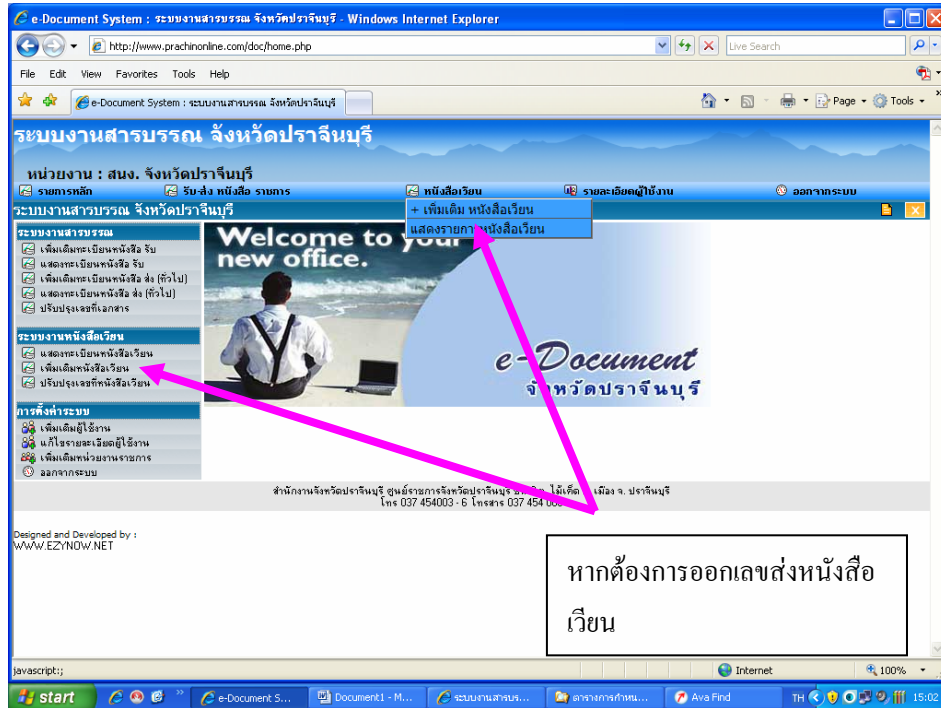 e-Document System : ระบบงานสารบรรณ จังหวัดปราจีนบุรี - Windows Internet Explorer
http://www.prachinonline.com/doc/home.php
Live Search
File Edit View Favorites Tools Help
e-Document System : ระบบงานสารบรรณ จังหวัดปราจีนบุรี
Page Tools
ระบบงานสารบรรณ จังหวัดปราจีนบุรี
หน่วยงาน : สนง. จังหวัดปราจีนบุรี
รายการหลัก รับ-ส่ง หนังสือ รายการ หนังสือเวียน รายละเอียดผู้ใช้งาน ออกจากระบบ
ระบบงานสารบรรณ จังหวัดปราจีนบุรี
+ เพิ่มเติม หนังสือเวียน
แสดงรายการหนังสือเวียน
ระบบงานสารบรรณ
เพิ่มเติมทะเบียนหนังสือ รับ
แสดงทะเบียนหนังสือ รับ
เพิ่มเติมทะเบียนหนังสือ ส่ง (ทั่วไป)
แสดงทะเบียนหนังสือ ส่ง (ทั่วไป)
ปรับปรุงเลขที่เอกสาร
ระบบงานหนังสือเวียน
แสดงทะเบียนหนังสือเวียน
เพิ่มเติมหนังสือเวียน
ปรับปรุงเลขที่หนังสือเวียน
การตั้งค่าระบบ
เพิ่มเติมผู้ใช้งาน
แก้ไขรายละเอียดผู้ใช้งาน
เพิ่มเติมหน่วยงานราชการ
ออกจากระบบ
Welcome to your
new office.
e-Document
จังหวัดปราจีนบุรี
สำนักงานจังหวัดปราจีนบุรี ศูนย์ราชการจังหวัดปราจีนบุรี ไม้เค็ด เมือง จ. ปราจีนบุรี
โทร 037 454003 - 6 โทรสาร 037 454
Designed and Developed by :
WWW.EZYNOW.NET
หากต้องการออกเลขส่งหนังสือ
เวียน
javascript:;
Internet 100%
start e-Document S... Document1 - M... ระบบงานสารบร... ตารางการกำหน... Ava Find TH 15:02